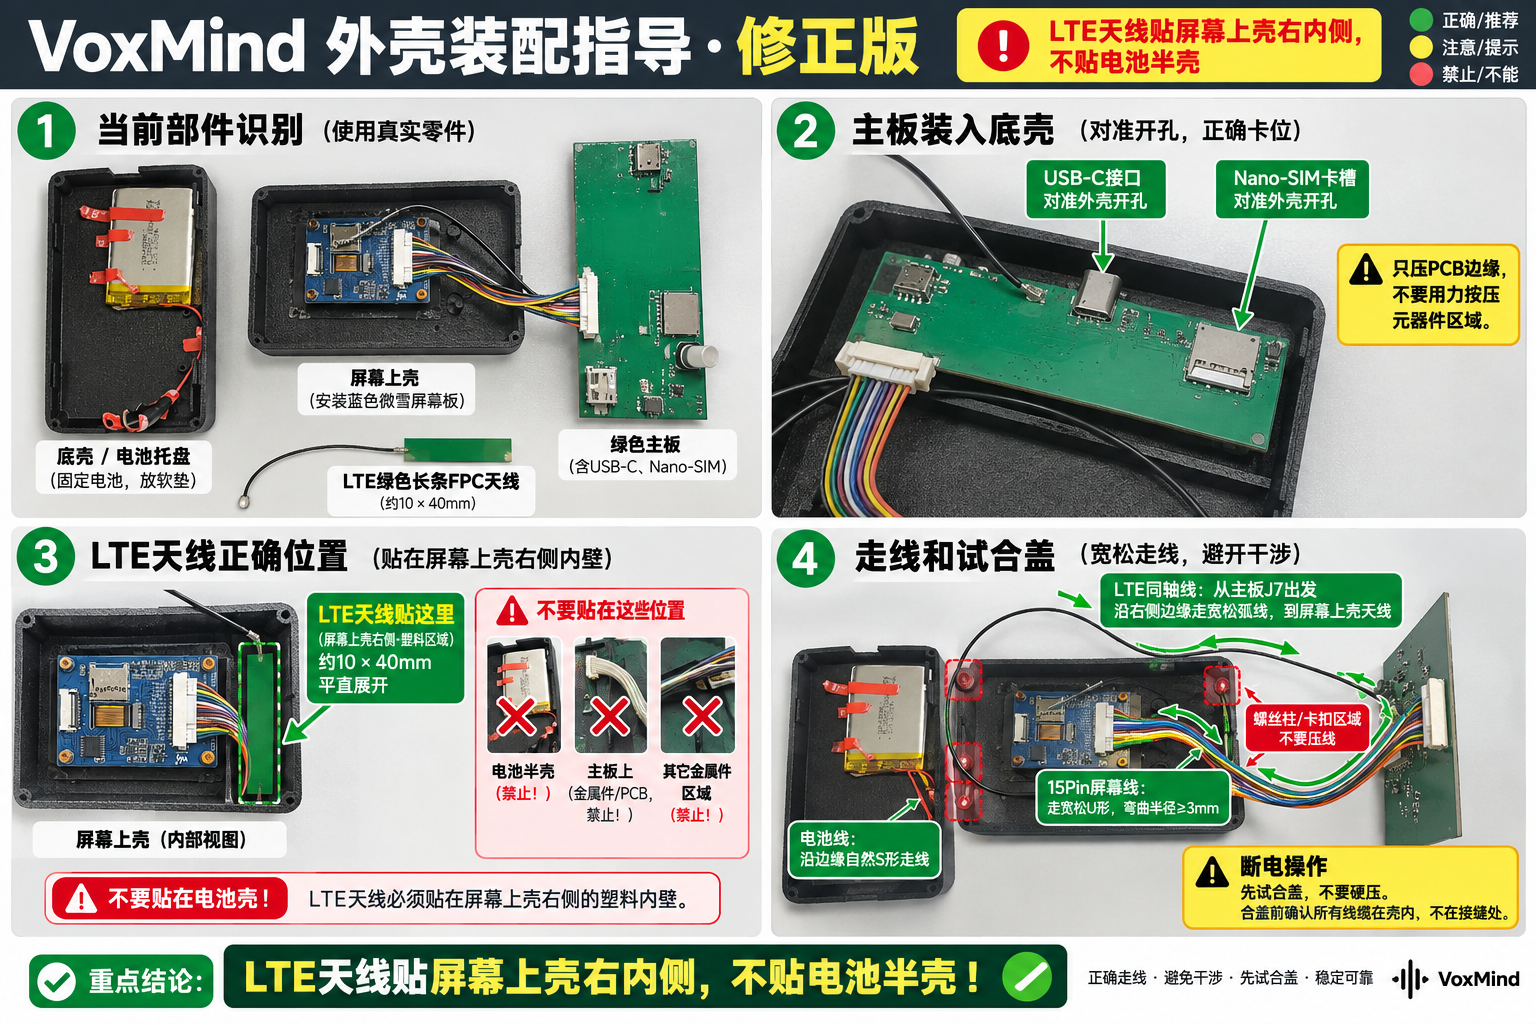 VoxMind 外壳装配指导·修正版
LTE天线贴屏幕上壳右内侧，
不贴电池半壳
正确/推荐
注意/提示
禁止/不能
1 当前部件识别 （使用真实零件）
底壳 / 电池托盘
(固定电池，放软垫)
屏幕上壳
(安装蓝色微雪屏幕板)
LTE绿色长条FPC天线
(约10 × 40mm)
绿色主板
(含USB-C、Nano-SIM)
2 主板装入底壳 （对准开孔，正确卡位）
USB-C接口
对准外壳开孔
Nano-SIM卡槽
对准外壳开孔
只压PCB边缘，
不要用力按压
元器件区域。
3 LTE天线正确位置 （贴在屏幕上壳右侧内壁）
LTE天线贴这里
(屏幕上壳右侧·塑料区域)
约10 × 40mm
平直展开
屏幕上壳（内部视图）
不要贴在这些位置
电池半壳
(禁止！)
主板上
(金属件/PCB，
禁止！)
其它金属件
区域
(禁止！)
不要贴在电池壳！
LTE天线必须贴在屏幕上壳右侧的塑料内壁。
4 走线和试合盖 （宽松走线，避开干涉）
LTE同轴线：从主板J7出发
沿右侧边缘走宽松弧线，到屏幕上壳天线
螺丝柱/卡扣区域
不要压线
15Pin屏幕线：
走宽松U形，弯曲半径≥3mm
电池线：
沿边缘自然S形走线
断电操作
先试合盖，不要硬压。
合盖前确认所有线缆在壳内，不在接缝处。
重点结论：
LTE天线贴屏幕上壳右内侧，不贴电池半壳！
正确走线 · 避免干涉 · 先试合盖 · 稳定可靠
VoxMind